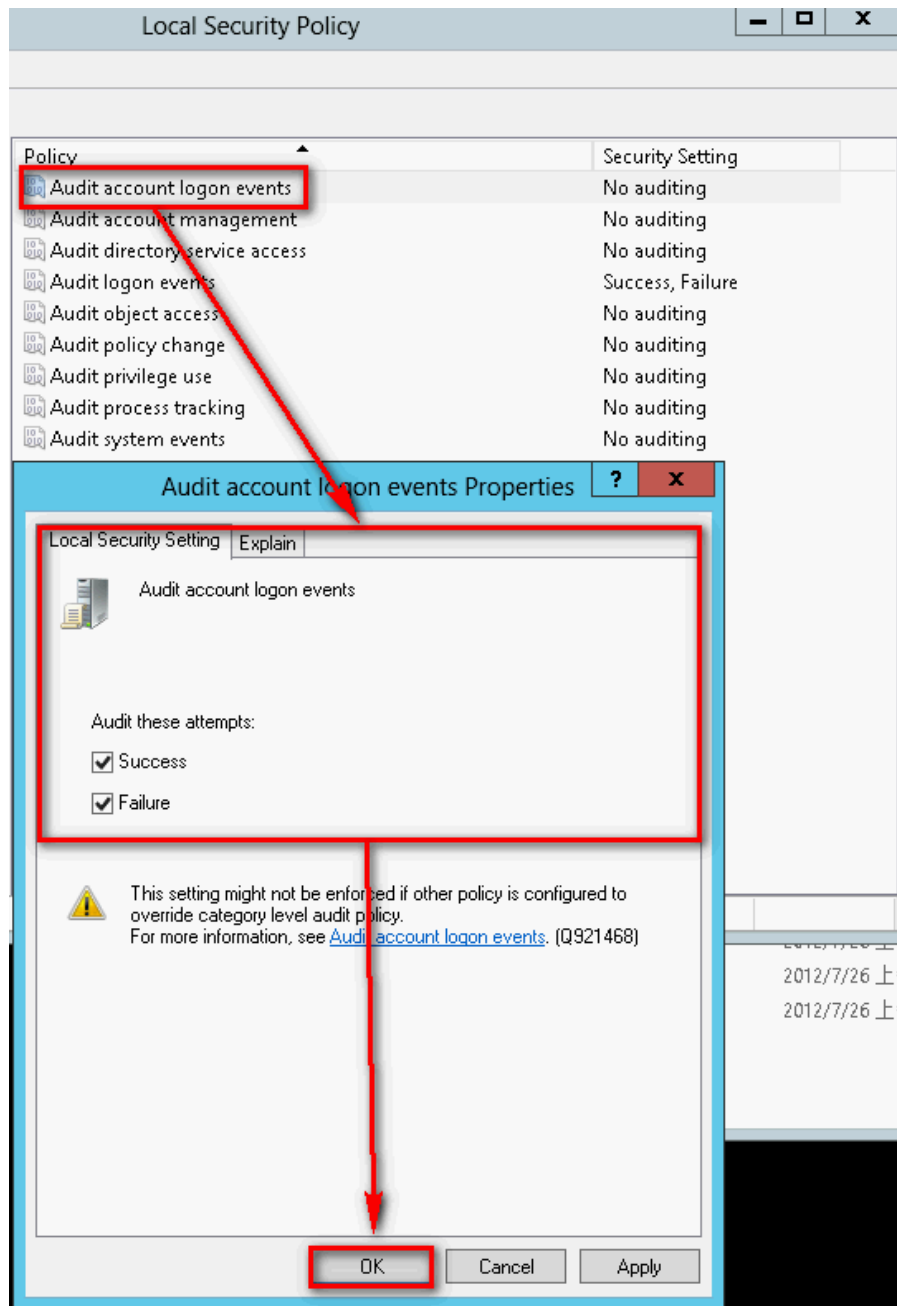 Local Security Policy
Policy Security Setting
Audit account logon events No auditing
Audit account management No auditing
Audit directory service access No auditing
Audit logon events Success, Failure
Audit object access No auditing
Audit policy change No auditing
Audit privilege use No auditing
Audit process tracking No auditing
Audit system events No auditing
Audit account logon events Properties
Local Security Setting Explain
Audit account logon events
Audit these attempts:
Success
Failure
This setting might not be enforced if other policy is configured to
override category level audit policy.
For more information, see Audit account logon events. (Q921468)
2012/7/26 上
2012/7/26 上
OK Cancel Apply